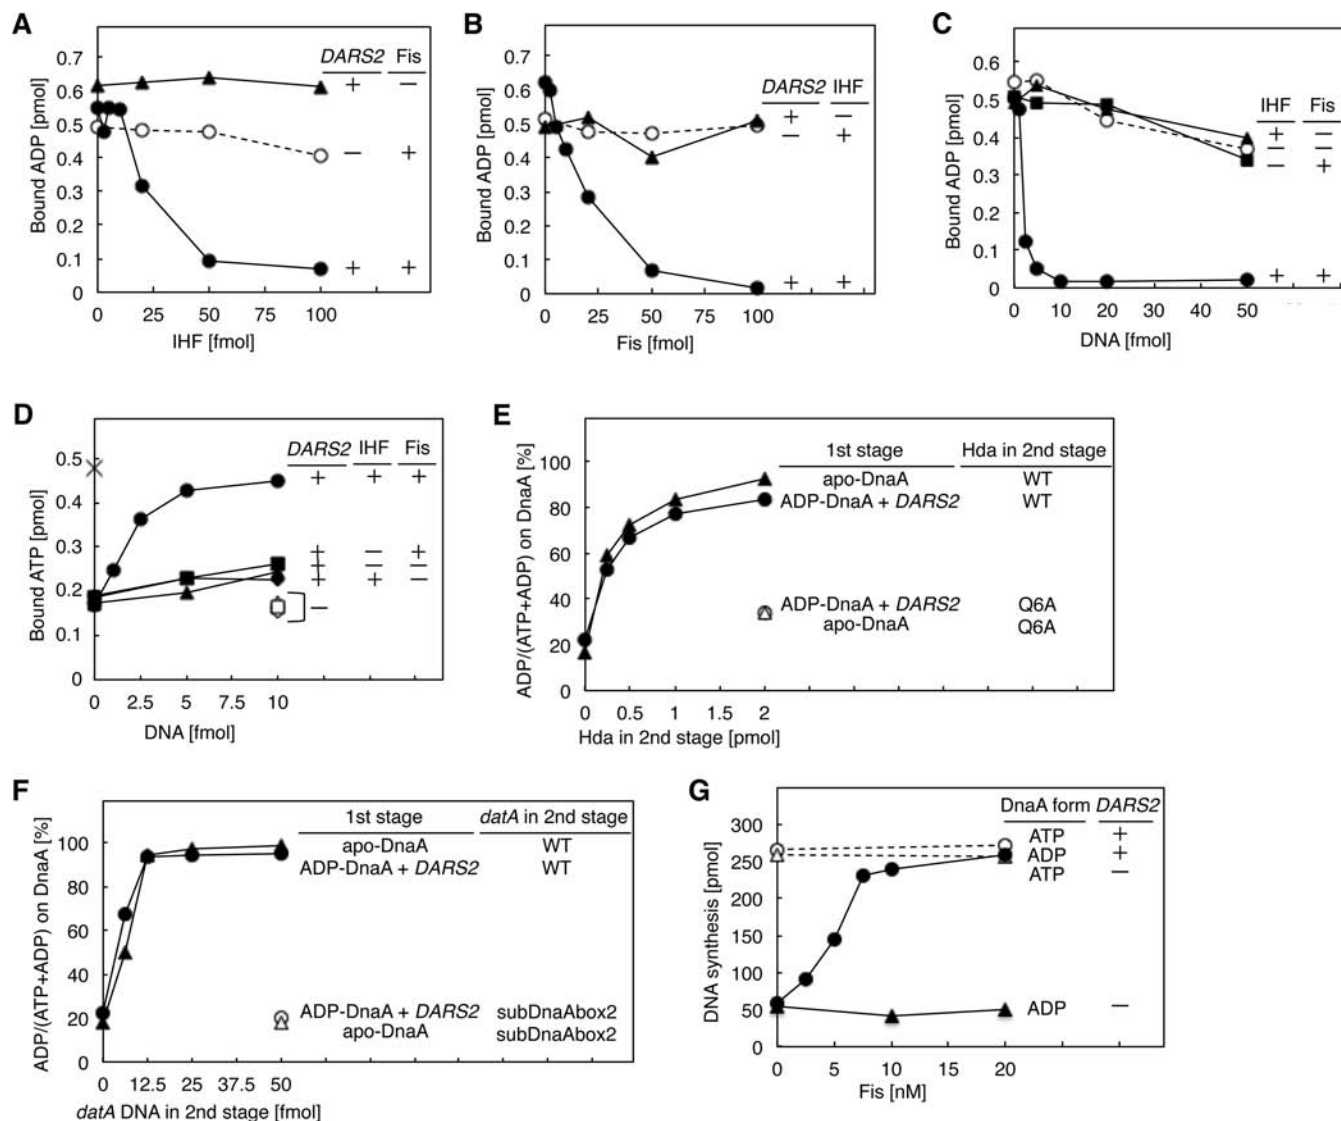 A
DARS2 Fis
0.7
0.6
0.5
0.4
0.3
0.2
0.1
0
+ −
− +
+ +
Bound ADP [pmol]
0 25 50 75 100
IHF [fmol]
B
DARS2 IHF
0.7
0.6
0.5
0.4
0.3
0.2
0.1
0
+ −
− +
+ +
Bound ADP [pmol]
0 25 50 75 100
Fis [fmol]
C
IHF Fis
0.6
0.5
0.4
0.3
0.2
0.1
0
+ −
− −
− +
+ +
Bound ADP [pmol]
0 10 20 30 40 50
DNA [fmol]
D
DARS2 IHF Fis
0.5
0.4
0.3
0.2
0.1
0
+ + +
+ − +
+ − −
+ + −
−
Bound ATP [pmol]
0 2.5 5 7.5 10
DNA [fmol]
E
1st stage Hda in 2nd stage
apo-DnaA WT
ADP-DnaA + DARS2 WT
ADP-DnaA + DARS2 Q6A
apo-DnaA Q6A
100
80
60
40
20
0
ADP/(ATP+ADP) on DnaA [%]
0 0.5 1 1.5 2
Hda in 2nd stage [pmol]
F
1st stage datA in 2nd stage
apo-DnaA WT
ADP-DnaA + DARS2 WT
ADP-DnaA + DARS2 subDnaAbox2
apo-DnaA subDnaAbox2
100
80
60
40
20
0
ADP/(ATP+ADP) on DnaA [%]
0 12.5 25 37.5 50
datA DNA in 2nd stage [fmol]
G
DnaA form DARS2
ATP +
ADP +
ATP −
ADP −
300
250
200
150
100
50
0
DNA synthesis [pmol]
0 5 10 15 20
Fis [nM]